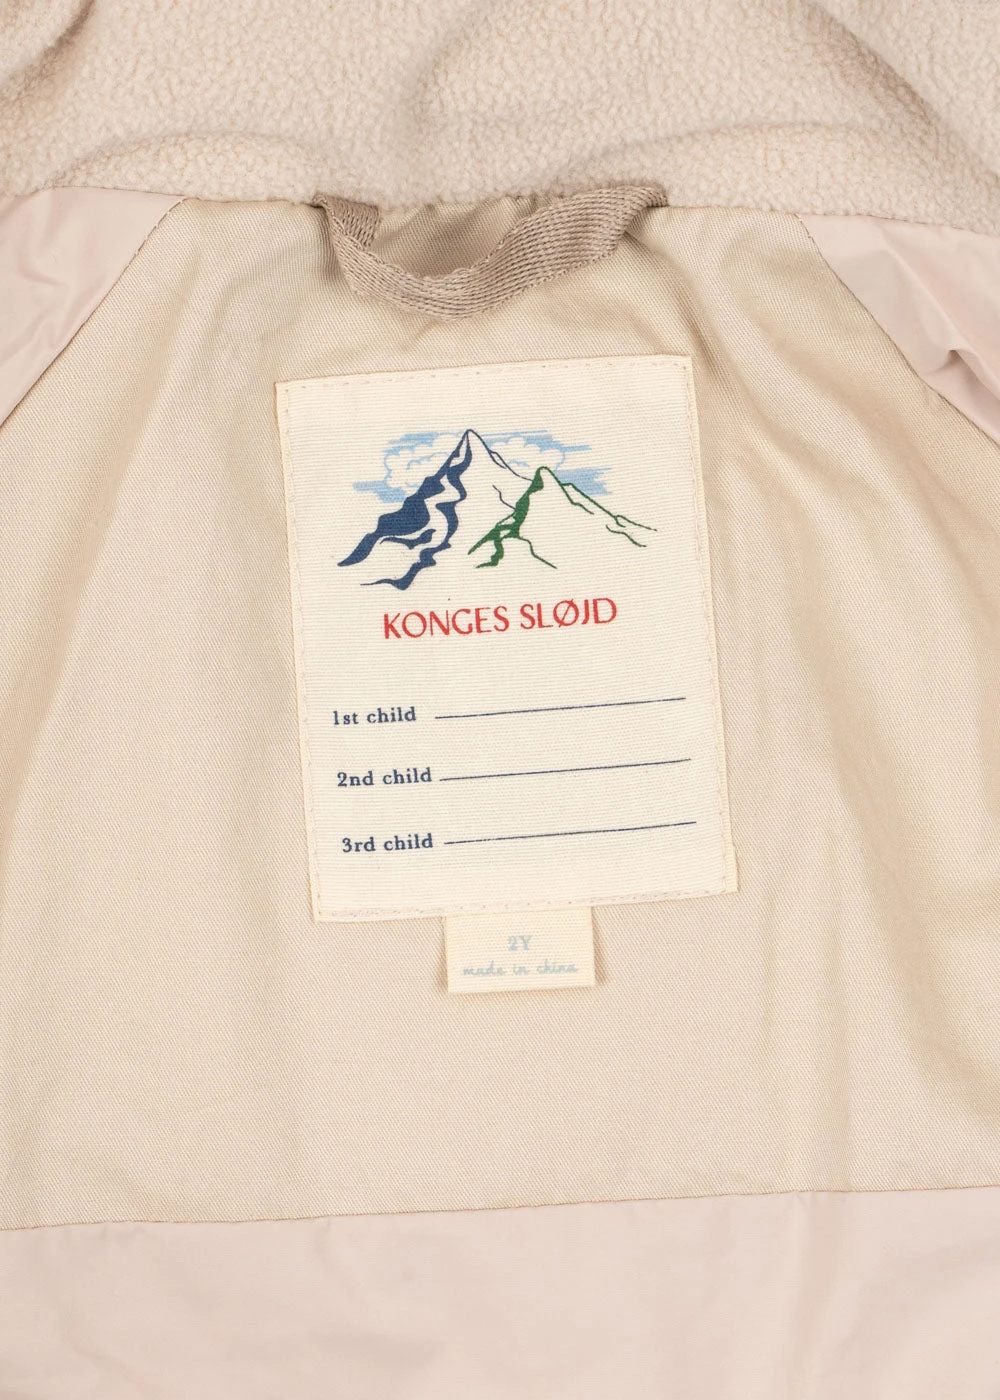 KONGES SLØJD
1st child
2nd child
3rd child
2Y
made in china